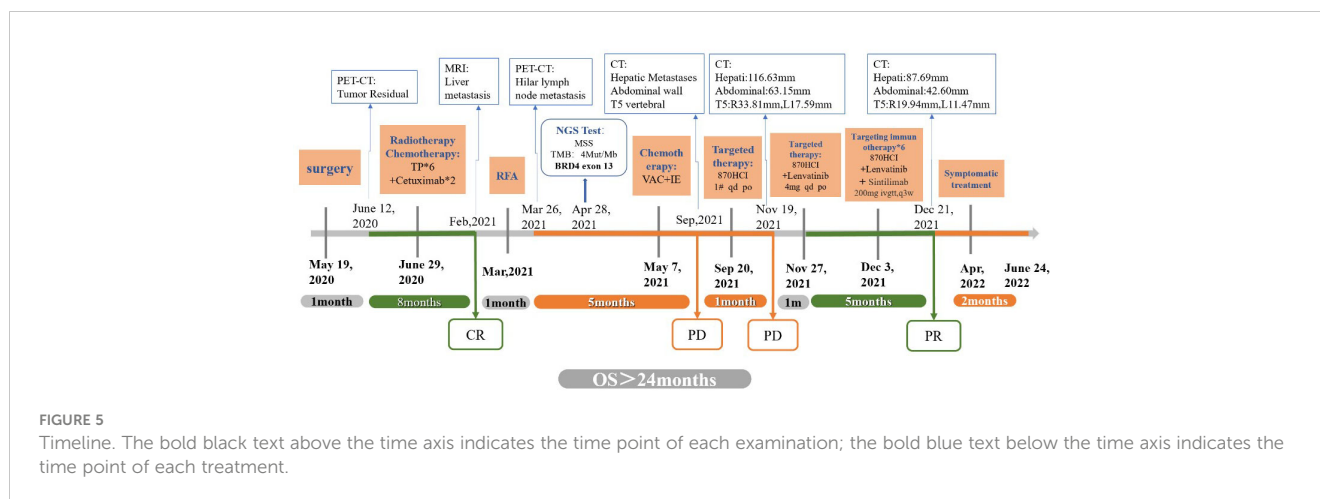 PET-CT:
Tumor Residual
MRI:
Liver
metastasis
PET-CT:
Hilar lymph
node metastasis
CT:
Hepatic Metastases
Abdominal wall
T5 vertebral
CT:
Hepati:116.63mm
Abdominal:63.15mm
T5:R33.81mm,L17.59mm
CT:
Hepati:87.69mm
Abdominal:42.60mm
T5:R19.94mm,L11.47mm
surgery
Radiotherapy
Chemotherapy:
TP*6
+Cetuximab*2
RFA
NGS Test:
MSS
TMB: 4Mut/Mb
BRD4 exon 13
Chemoth
erapy:
VAC+IE
Targeted
therapy:
870HCI
1# qd po
Targeted
therapy:
870HCI
+Lenvatinib
4mg qd po
Targeting immun
otherapy*6
870HCI
+Lenvatinib
+ Sintilimab
200mg ivgtt,q3w
Symptomatic
treatment
June 12,
2020
Feb,2021
Mar 26,
2021
Apr 28,
2021
Sep,2021
Nov 19,
2021
Dec 21,
2021
May 19,
2020
June 29,
2020
Mar,2021
May 7,
2021
Sep 20,
2021
Nov 27,
2021
Dec 3,
2021
Apr,
2022
June 24,
2022
1month
8months
1month
5months
1month
1m
5months
2months
CR
PD
PD
PR
OS>24months
FIGURE 5
Timeline. The bold black text above the time axis indicates the time point of each examination; the bold blue text below the time axis indicates the
time point of each treatment.